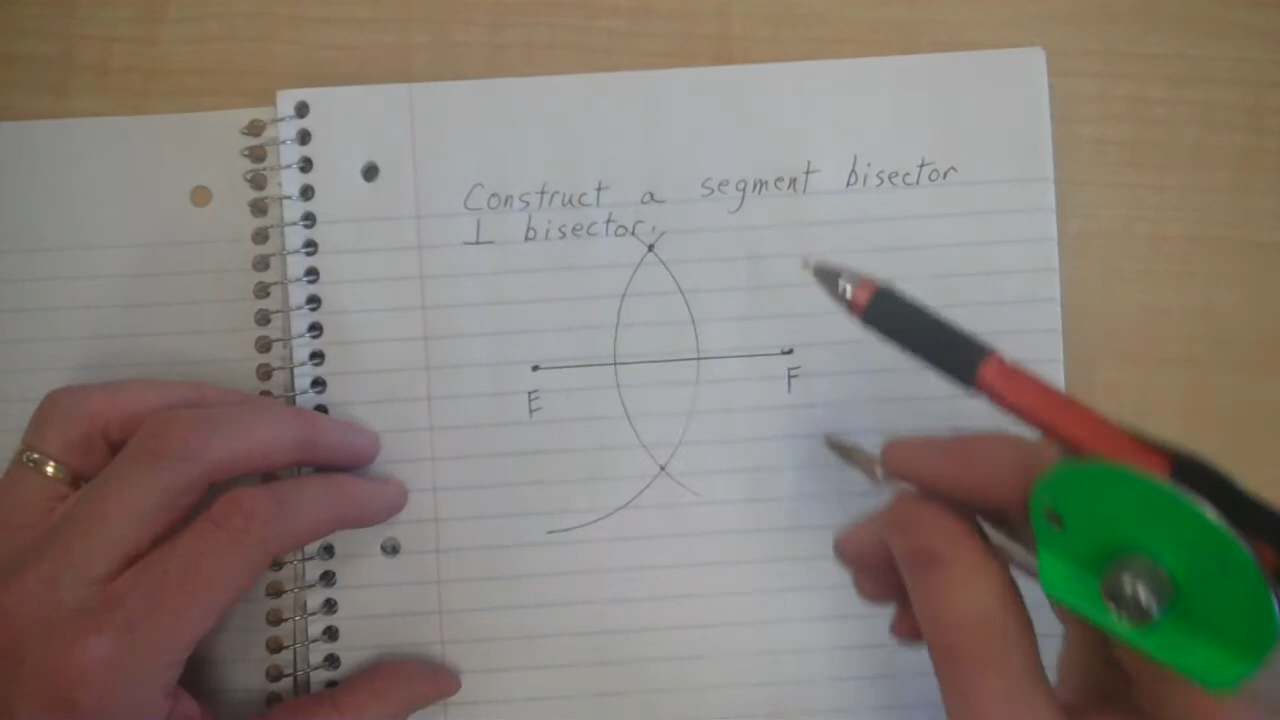 Construct a segment bisector
⊥ bisector.
E
F